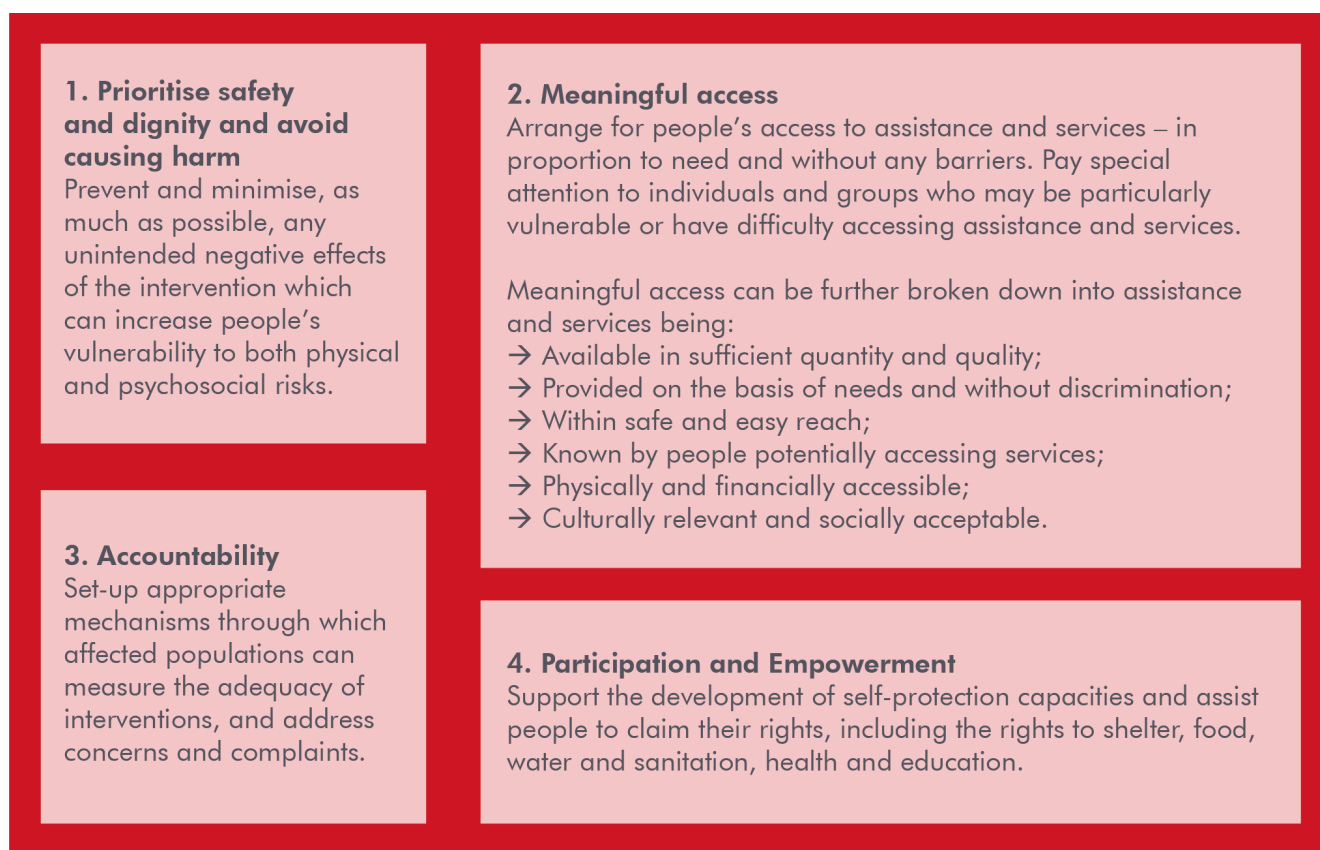 1. Prioritise safety
and dignity and avoid
causing harm
Prevent and minimise, as
much as possible, any
unintended negative effects
of the intervention which
can increase people’s
vulnerability to both physical
and psychosocial risks.
2. Meaningful access
Arrange for people’s access to assistance and services – in
proportion to need and without any barriers. Pay special
attention to individuals and groups who may be particularly
vulnerable or have difficulty accessing assistance and services.
Meaningful access can be further broken down into assistance
and services being:
→ Available in sufficient quantity and quality;
→ Provided on the basis of needs and without discrimination;
→ Within safe and easy reach;
→ Known by people potentially accessing services;
→ Physically and financially accessible;
→ Culturally relevant and socially acceptable.
3. Accountability
Set-up appropriate
mechanisms through which
affected populations can
measure the adequacy of
interventions, and address
concerns and complaints.
4. Participation and Empowerment
Support the development of self-protection capacities and assist
people to claim their rights, including the rights to shelter, food,
water and sanitation, health and education.